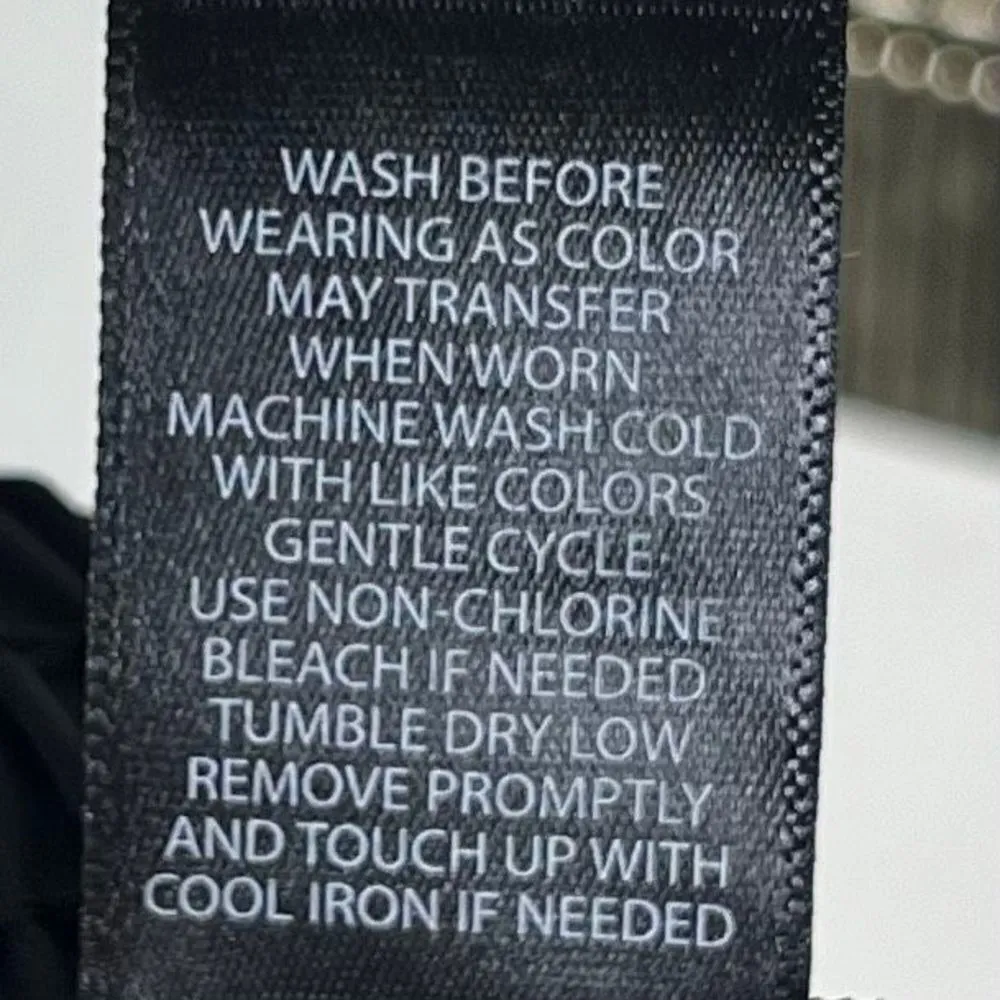 WASH BEFORE
WEARING AS COLOR
MAY TRANSFER
WHEN WORN
MACHINE WASH COLD
WITH LIKE COLORS
GENTLE CYCLE
USE NON-CHLORINE
BLEACH IF NEEDED
TUMBLE DRY LOW
REMOVE PROMPTLY
AND TOUCH UP WITH
COOL IRON IF NEEDED